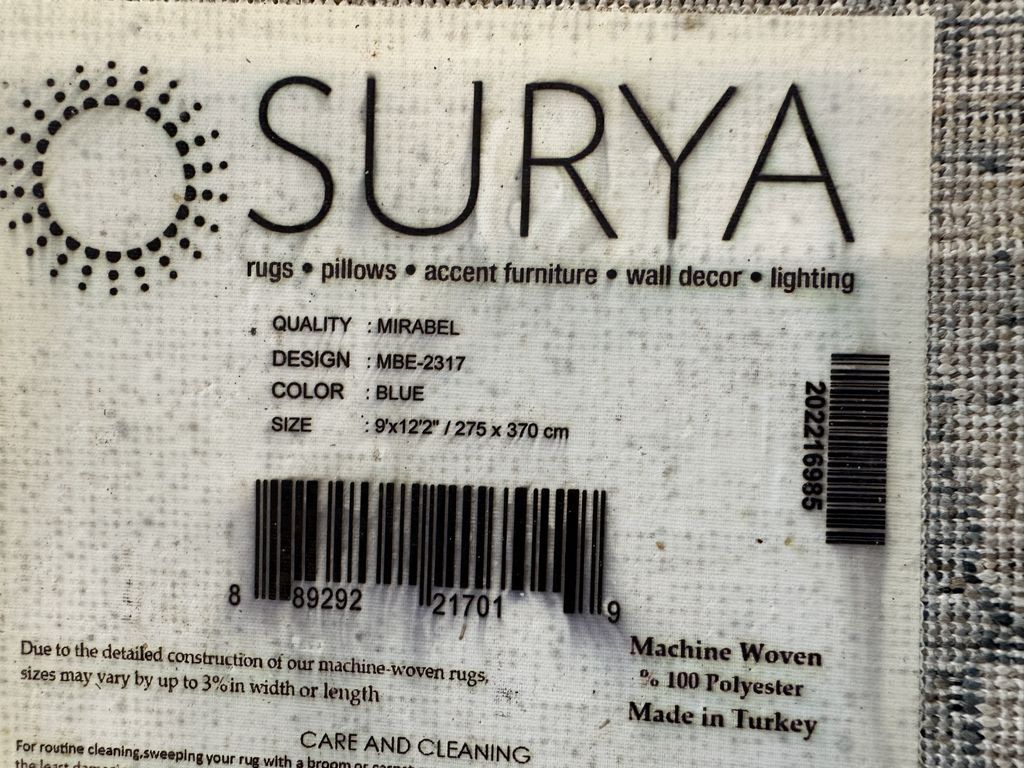 SURYA
rugs • pillows • accent furniture • wall decor • lighting
QUALITY : MIRABEL
DESIGN : MBE-2317
COLOR : BLUE
SIZE : 9'x12'2" / 275 x 370 cm
202216985
8 89292 21701 9
Due to the detailed construction of our machine-woven rugs,
sizes may vary by up to 3% in width or length
Machine Woven
% 100 Polyester
Made in Turkey
CARE AND CLEANING
For routine cleaning,sweeping your rug with a broom or
the least